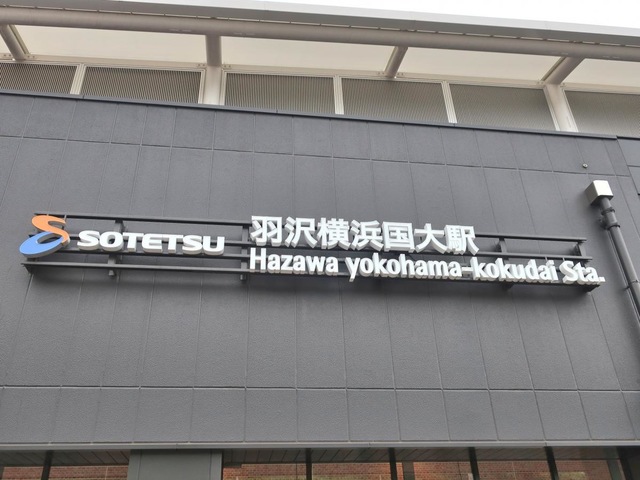 SOTETSU
羽沢横浜国大駅
Hazawa yokohama-kokudai Sta.